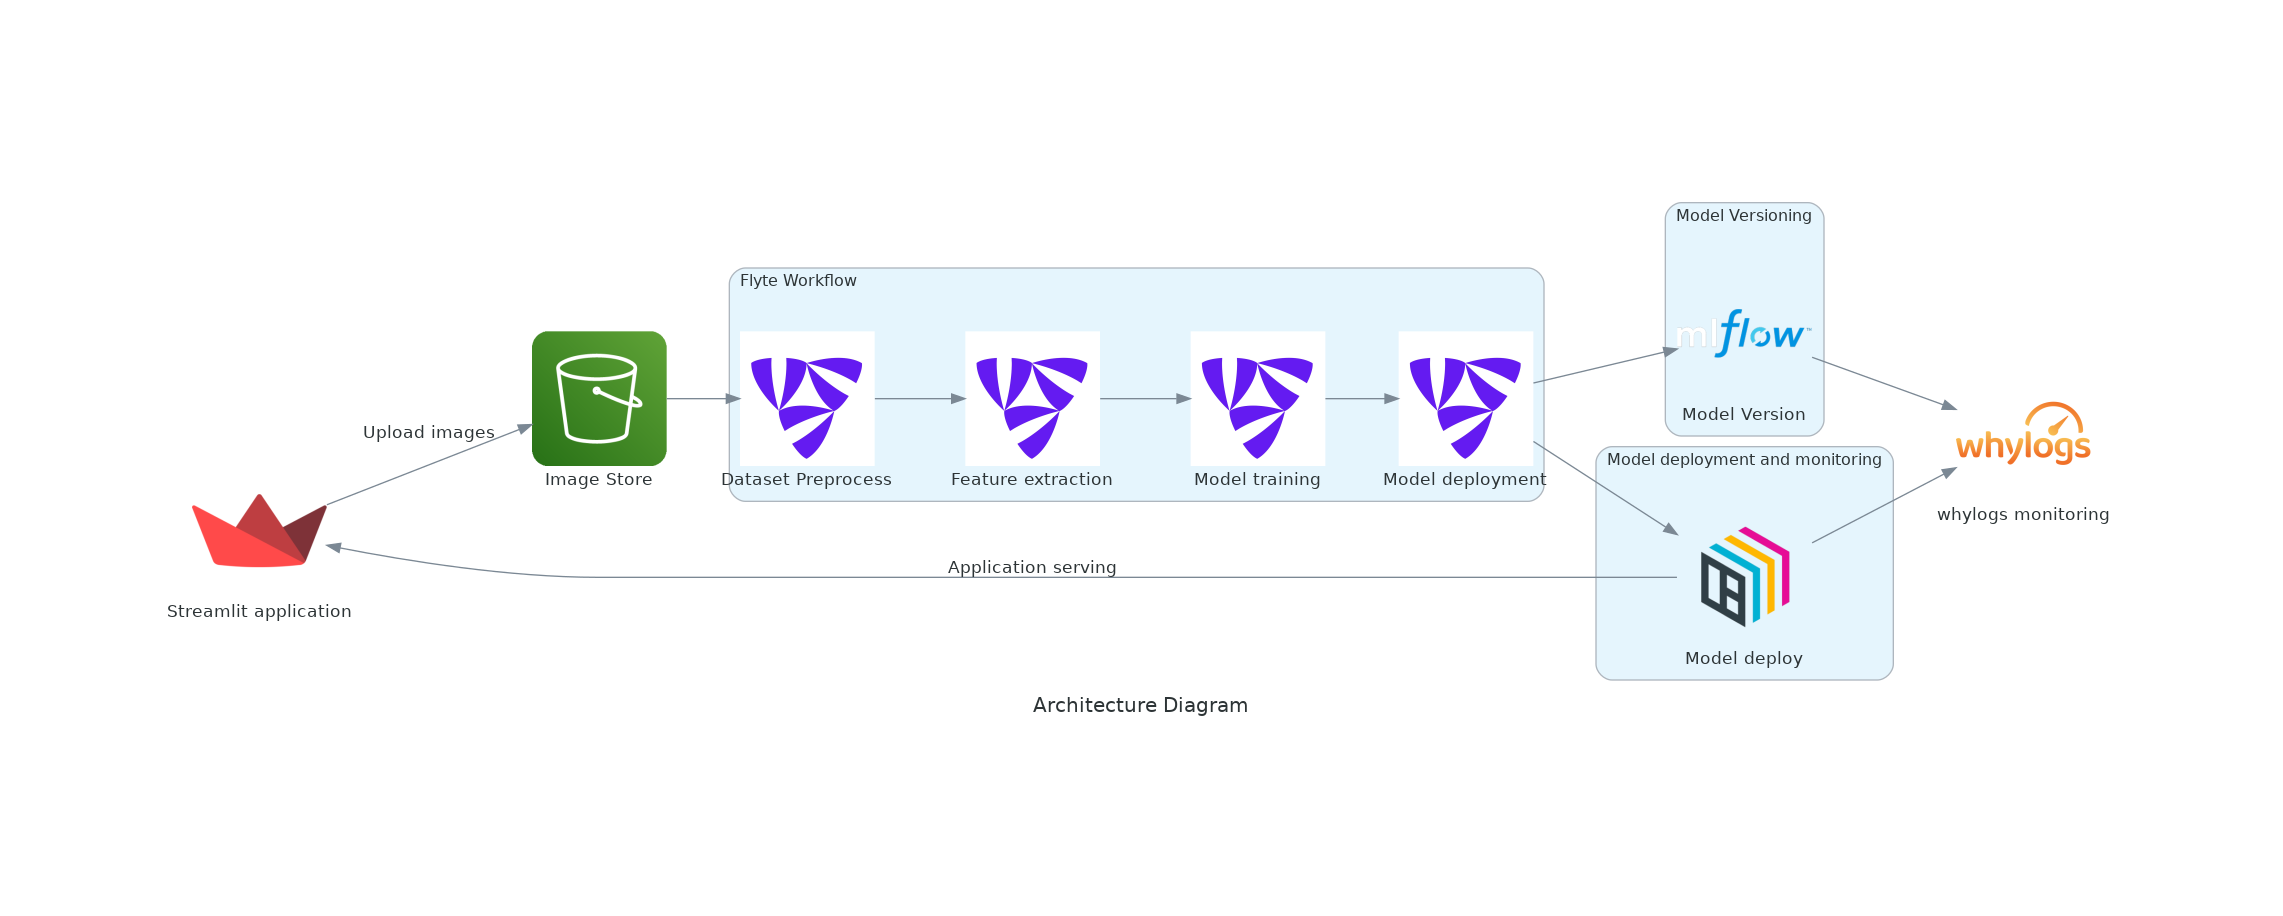 Model Versioning
mlflow
™
Model Version
Flyte Workflow
Dataset Preprocess
Feature extraction
Model training
Model deployment
Upload images
Image Store
Streamlit application
Application serving
Model deployment and monitoring
Model deploy
whylogs
whylogs monitoring
Architecture Diagram